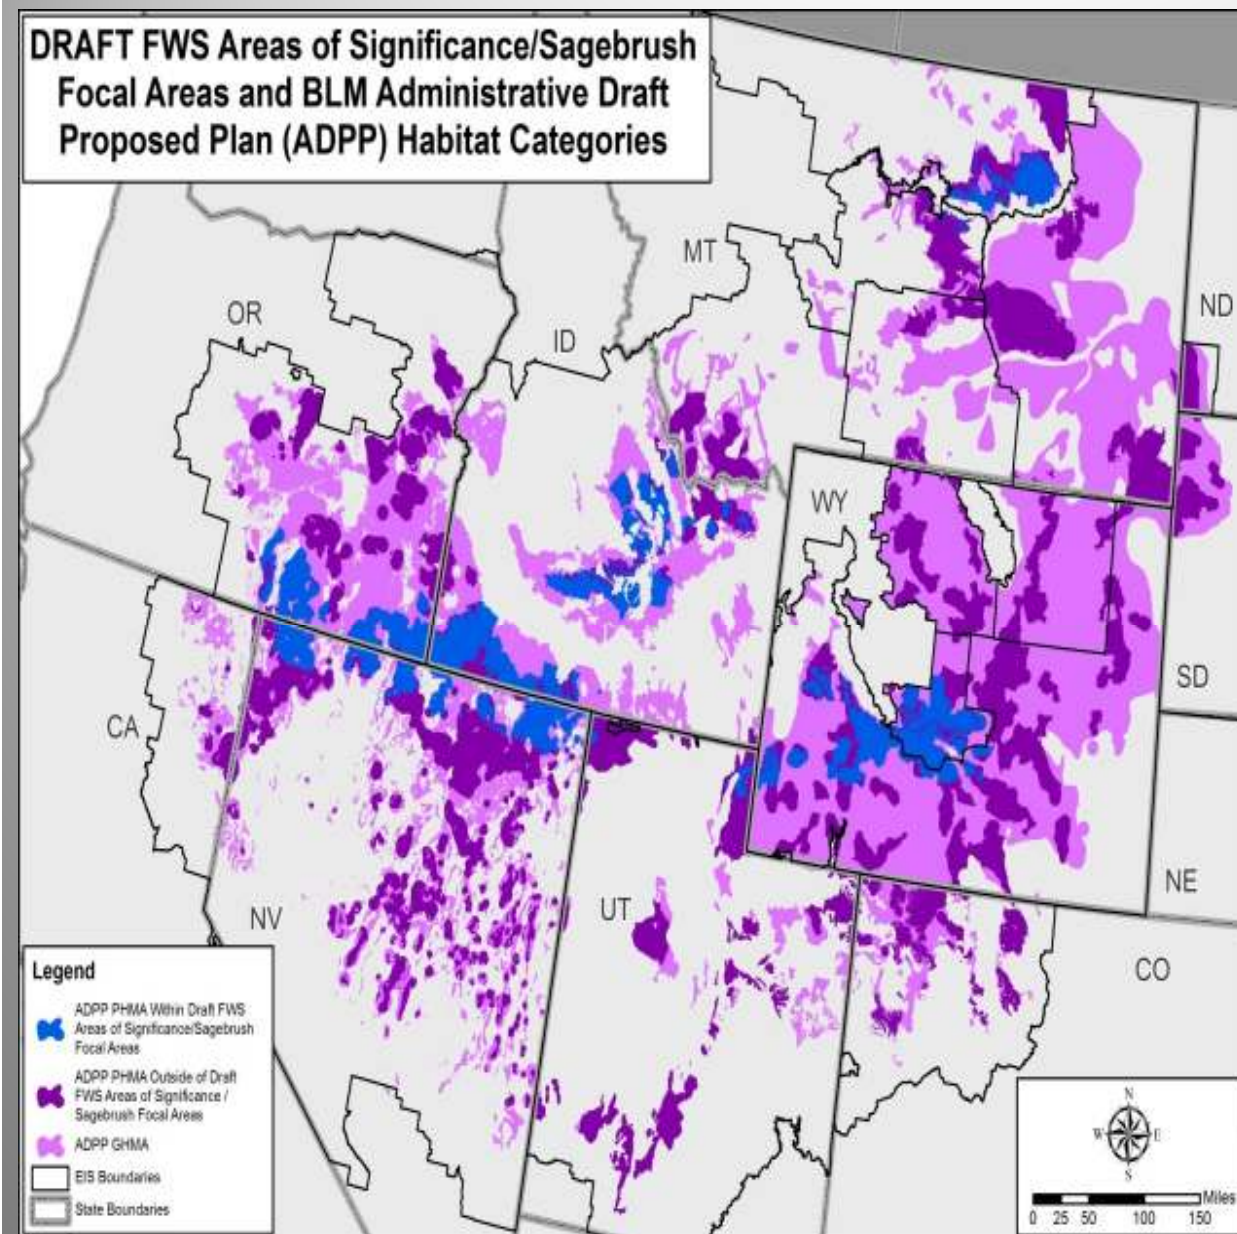 DRAFT FWS Areas of Significance/Sagebrush
Focal Areas and BLM Administrative Draft
Proposed Plan (ADPP) Habitat Categories
MT
ND
OR
ID
WY
SD
CA
NE
NV
UT
CO
Legend
ADPP PHMA Within Draft FWS
Areas of Significance/Sagebrush
Focal Areas
ADPP PHMA Outside of Draft
FWS Areas of Significance /
Sagebrush Focal Areas
ADPP GHMA
EIS Boundaries
State Boundaries
N
W E
S
Miles
0 25 50 100 150